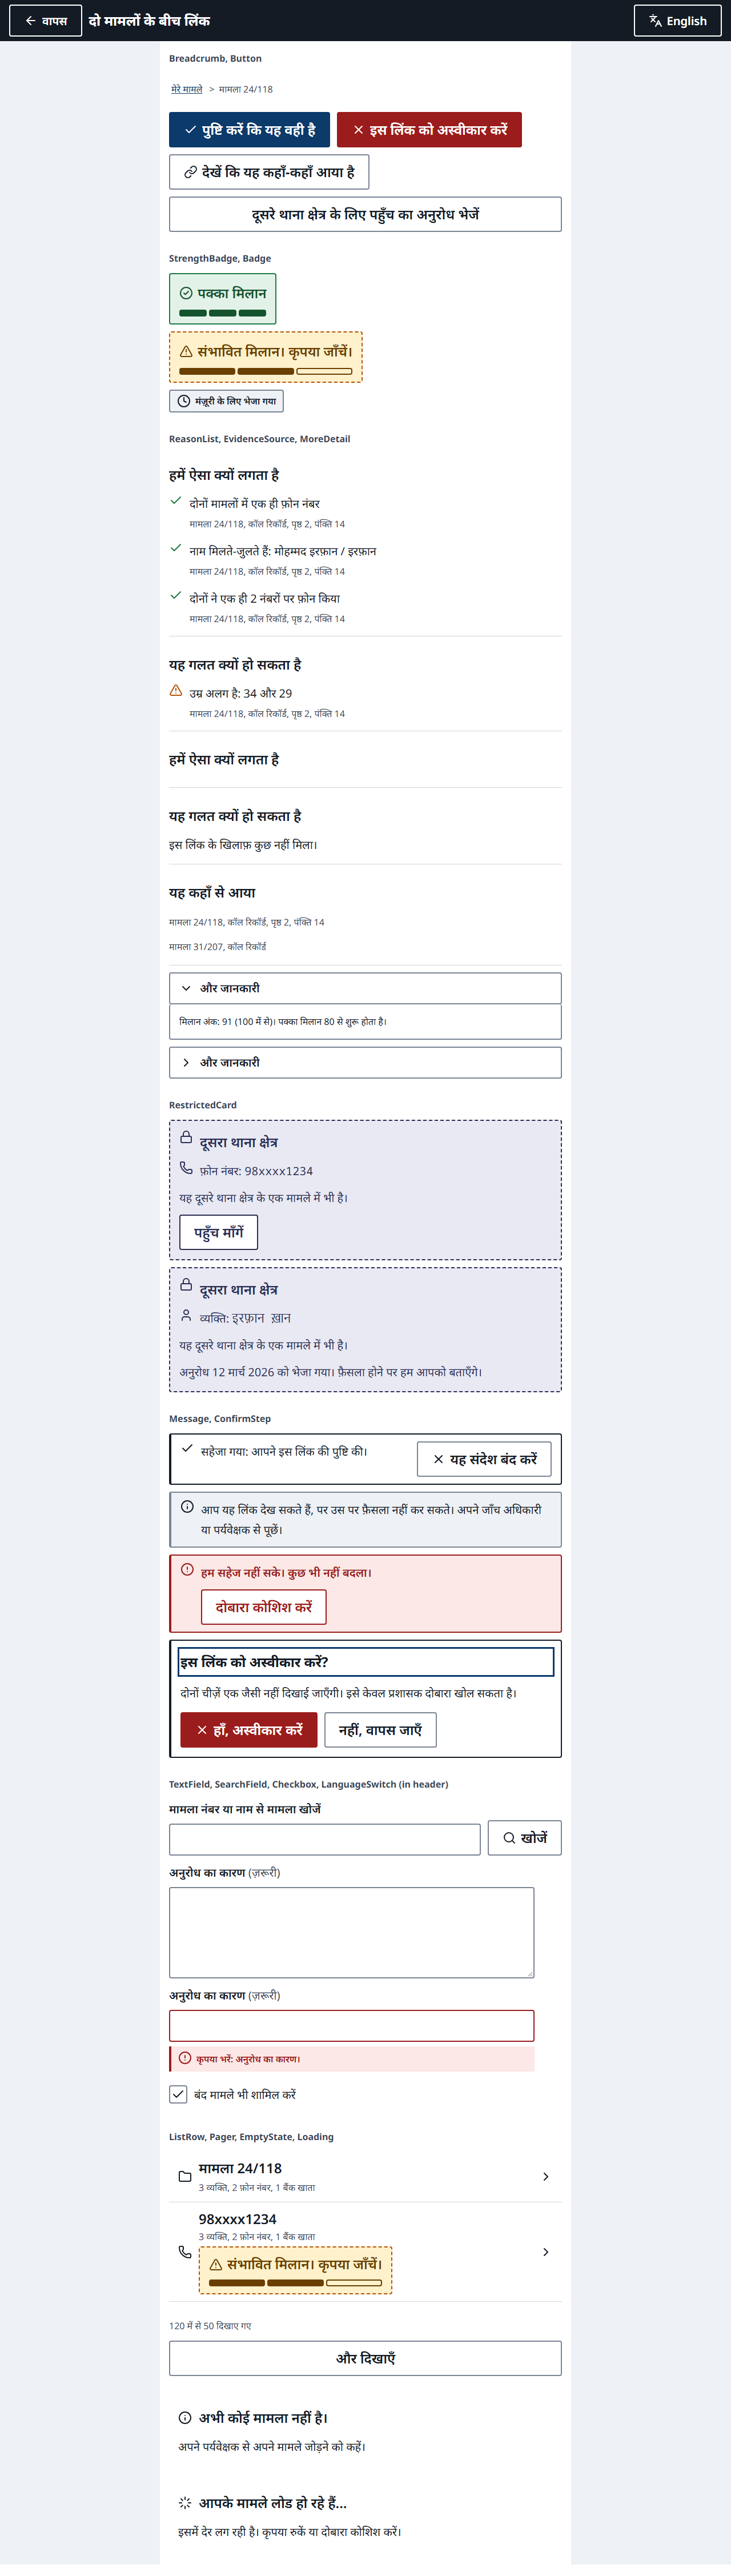 वापस
दो मामलों के बीच लिंक
English
Breadcrumb, Button
मेरे मामले > मामला 24/118
पुष्टि करें कि यह वही है
इस लिंक को अस्वीकार करें
देखें कि यह कहाँ-कहाँ आया है
दूसरे थाना क्षेत्र के लिए पहुँच का अनुरोध भेजें
StrengthBadge, Badge
पक्का मिलान
संभावित मिलान। कृपया जाँचें।
मंज़ूरी के लिए भेजा गया
ReasonList, EvidenceSource, MoreDetail
हमें ऐसा क्यों लगता है
दोनों मामलों में एक ही फ़ोन नंबर
मामला 24/118, कॉल रिकॉर्ड, पृष्ठ 2, पंक्ति 14
नाम मिलते-जुलते हैं: मोहम्मद इरफ़ान / इरफ़ान
मामला 24/118, कॉल रिकॉर्ड, पृष्ठ 2, पंक्ति 14
दोनों ने एक ही 2 नंबरों पर फ़ोन किया
मामला 24/118, कॉल रिकॉर्ड, पृष्ठ 2, पंक्ति 14
यह गलत क्यों हो सकता है
उम्र अलग है: 34 और 29
मामला 24/118, कॉल रिकॉर्ड, पृष्ठ 2, पंक्ति 14
हमें ऐसा क्यों लगता है
यह गलत क्यों हो सकता है
इस लिंक के खिलाफ़ कुछ नहीं मिला।
यह कहाँ से आया
मामला 24/118, कॉल रिकॉर्ड, पृष्ठ 2, पंक्ति 14
मामला 31/207, कॉल रिकॉर्ड
और जानकारी
मिलान अंक: 91 (100 में से)। पक्का मिलान 80 से शुरू होता है।
और जानकारी
RestrictedCard
दूसरा थाना क्षेत्र
फ़ोन नंबर: 98xxxx1234
यह दूसरे थाना क्षेत्र के एक मामले में भी है।
पहुँच माँगें
दूसरा थाना क्षेत्र
व्यक्ति: इरफ़ान ख़ान
यह दूसरे थाना क्षेत्र के एक मामले में भी है।
अनुरोध 12 मार्च 2026 को भेजा गया। फ़ैसला होने पर हम आपको बताएँगे।
Message, ConfirmStep
सहेजा गया: आपने इस लिंक की पुष्टि की।
यह संदेश बंद करें
आप यह लिंक देख सकते हैं, पर उस पर फ़ैसला नहीं कर सकते। अपने जाँच अधिकारी
या पर्यवेक्षक से पूछें।
हम सहेज नहीं सके। कुछ भी नहीं बदला।
दोबारा कोशिश करें
इस लिंक को अस्वीकार करें?
दोनों चीज़ें एक जैसी नहीं दिखाई जाएँगी। इसे केवल प्रशासक दोबारा खोल सकता है।
हाँ, अस्वीकार करें
नहीं, वापस जाएँ
TextField, SearchField, Checkbox, LanguageSwitch (in header)
मामला नंबर या नाम से मामला खोजें
खोजें
अनुरोध का कारण (ज़रूरी)
अनुरोध का कारण (ज़रूरी)
कृपया भरें: अनुरोध का कारण।
बंद मामले भी शामिल करें
ListRow, Pager, EmptyState, Loading
मामला 24/118
3 व्यक्ति, 2 फ़ोन नंबर, 1 बैंक खाता
98xxxx1234
3 व्यक्ति, 2 फ़ोन नंबर, 1 बैंक खाता
संभावित मिलान। कृपया जाँचें।
120 में से 50 दिखाए गए
और दिखाएँ
अभी कोई मामला नहीं है।
अपने पर्यवेक्षक से अपने मामले जोड़ने को कहें।
आपके मामले लोड हो रहे हैं...
इसमें देर लग रही है। कृपया रुकें या दोबारा कोशिश करें।